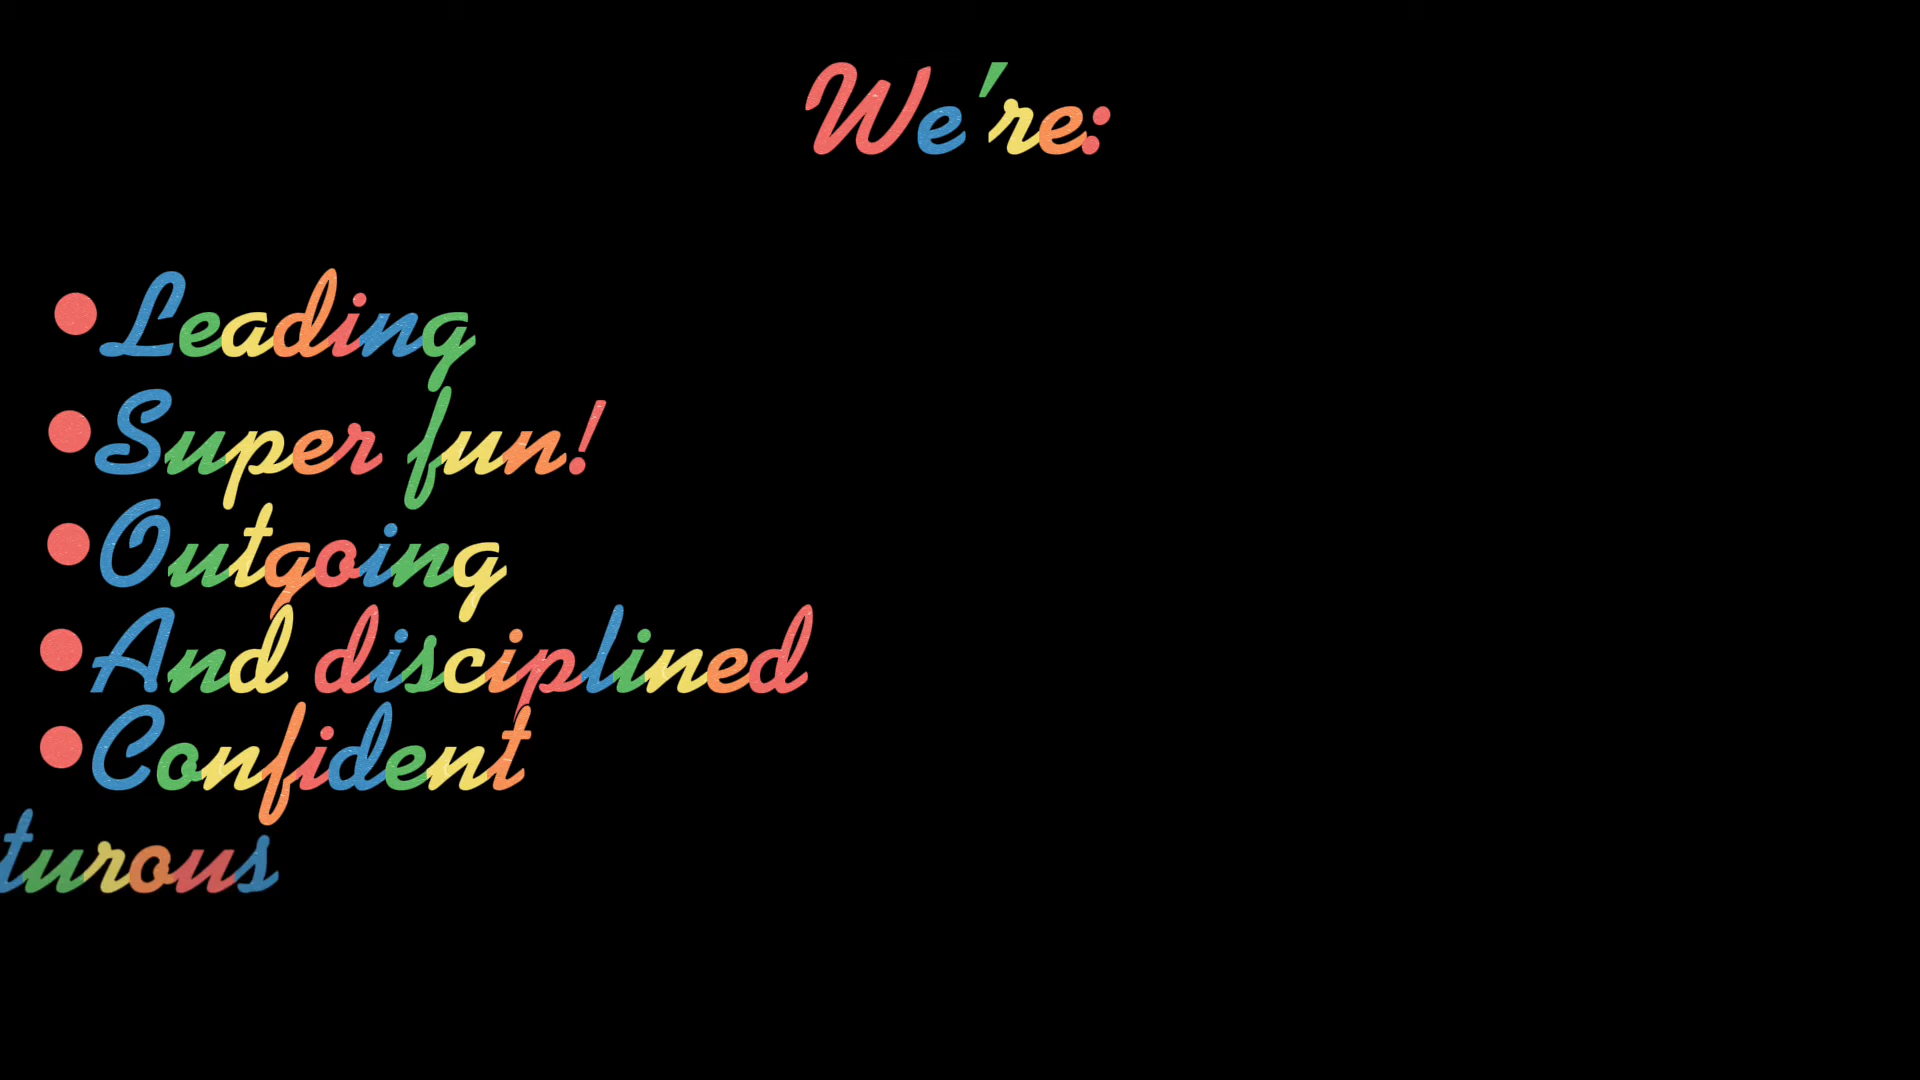 We're:
•Leading
•Super fun!
•Outgoing
•And disciplined
•Confident
turous